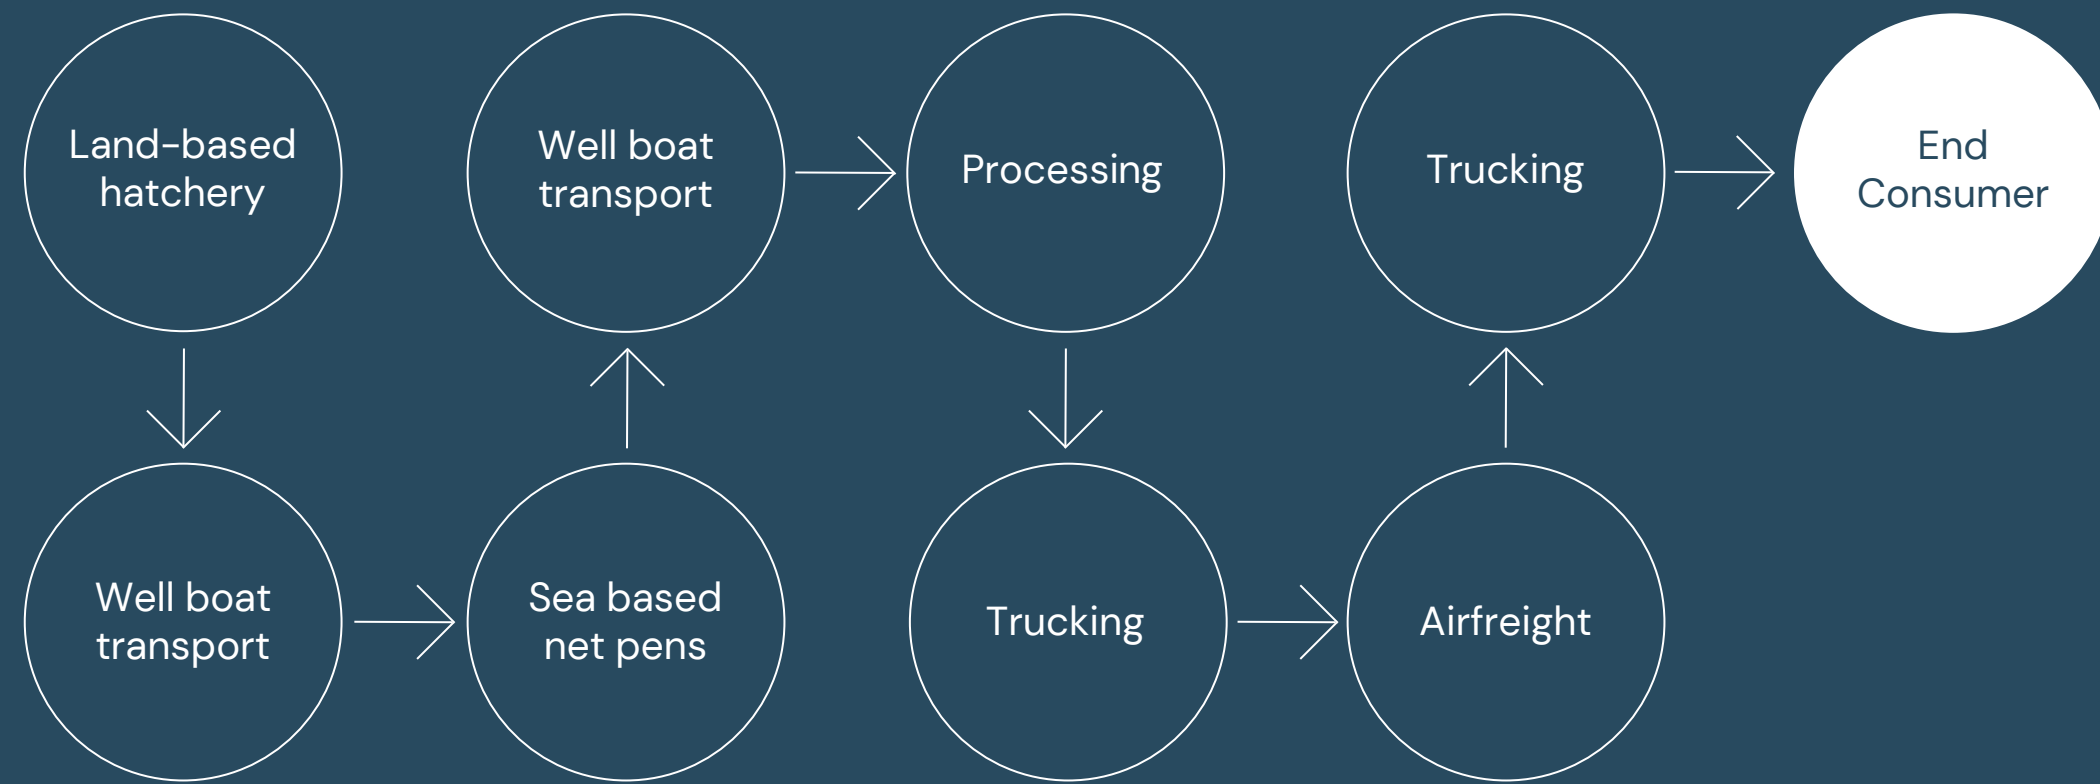 Land-based
hatchery
Well boat
transport
Sea based
net pens
Well boat
transport
Processing
Trucking
Airfreight
Trucking
End
Consumer